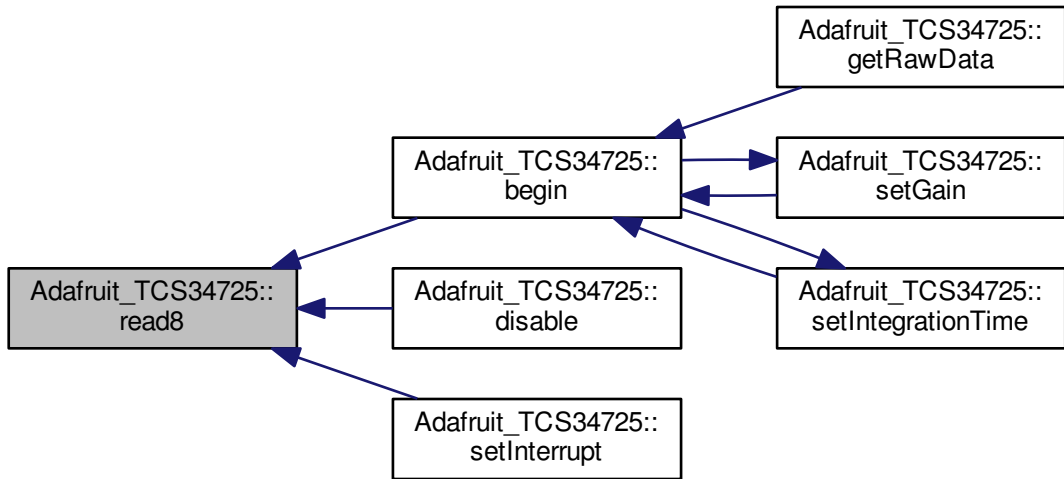 Adafruit_TCS34725::
getRawData
Adafruit_TCS34725::
begin
Adafruit_TCS34725::
setGain
Adafruit_TCS34725::
read8
Adafruit_TCS34725::
disable
Adafruit_TCS34725::
setIntegrationTime
Adafruit_TCS34725::
setInterrupt